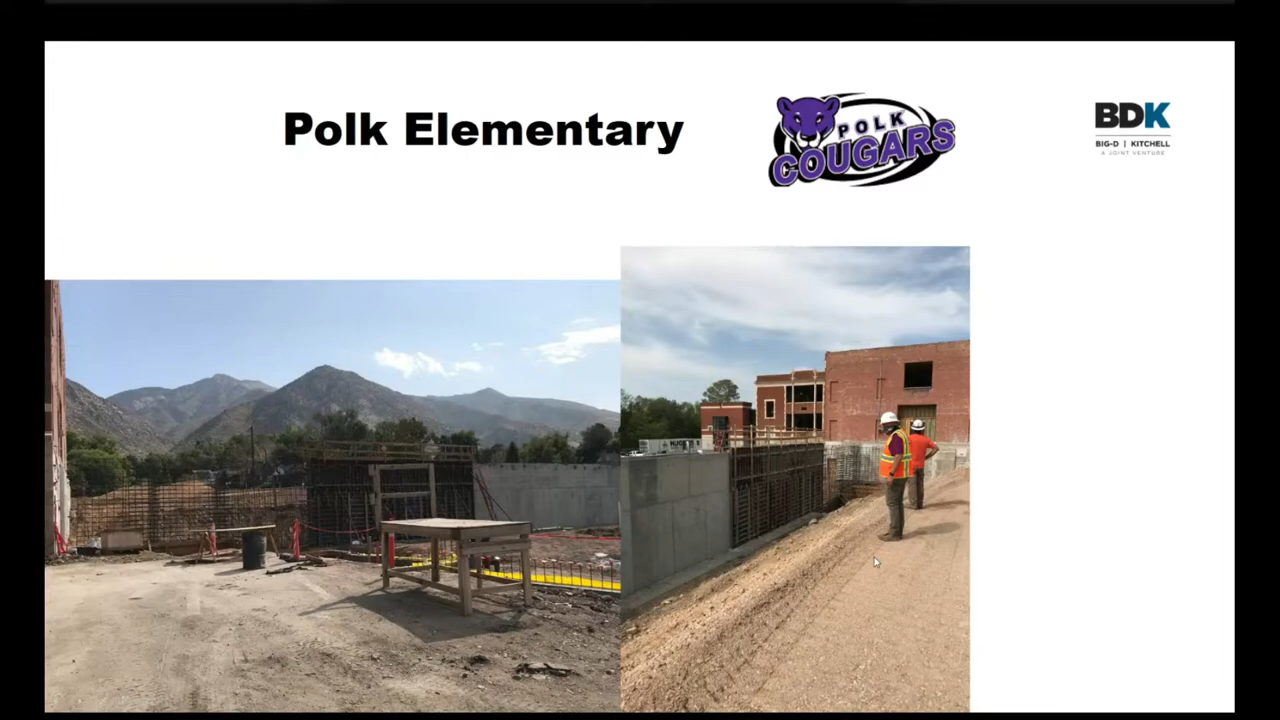 Polk Elementary
POLK
COUGARS
BDK
BIG-D | KITCHELL
A JOINT VENTURE